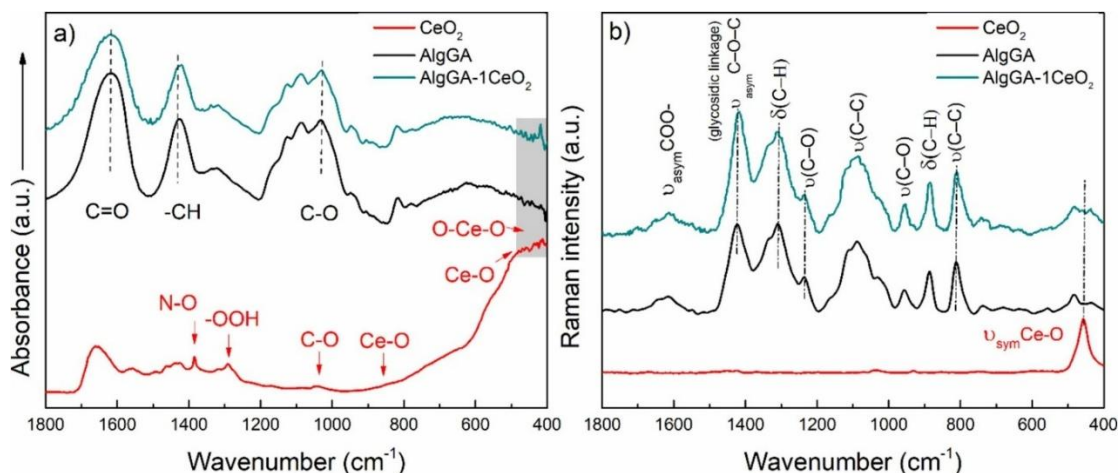 a)
CeO₂
AlgGA
AlgGA-1CeO₂
C=O
-CH
C-O
O-Ce-O
Ce-O
N-O
-OOH
C-O
Ce-O
Absorbance (a.u.)
1800 1600 1400 1200 1000 800 600 400
Wavenumber (cm⁻¹)
b)
CeO₂
AlgGA
AlgGA-1CeO₂
υasymCOO-
(glycosidic linkage)
υasym C–O–C
δ(C–H)
υ(C–O)
υ(C–C)
υ(C–O)
δ(C–H)
υ(C–C)
υsymCe-O
Raman intensity (a.u.)
1800 1600 1400 1200 1000 800 600 400
Wavenumber (cm⁻¹)